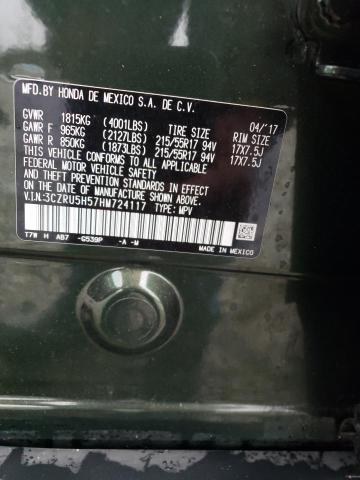 MFD.BY HONDA DE MEXICO S.A. DE C.V.
04/'17
GVWR 1815KG (4001LBS) TIRE SIZE RIM SIZE
GAWR F 965KG (2127LBS) 215/55R17 94V 17X7.5J
GAWR R 850KG (1873LBS) 215/55R17 94V 17X7.5J
THIS VEHICLE CONFORMS TO ALL APPLICABLE
FEDERAL MOTOR VEHICLE SAFETY AND
THEFT PREVENTION STANDARDS IN EFFECT ON
THE DATE OF MANUFACTURE SHOWN ABOVE.
V.I.N:3CZRU5H57HM724117 TYPE: MPV
T7W H AB7 -G539P -A -M
MADE IN MEXICO